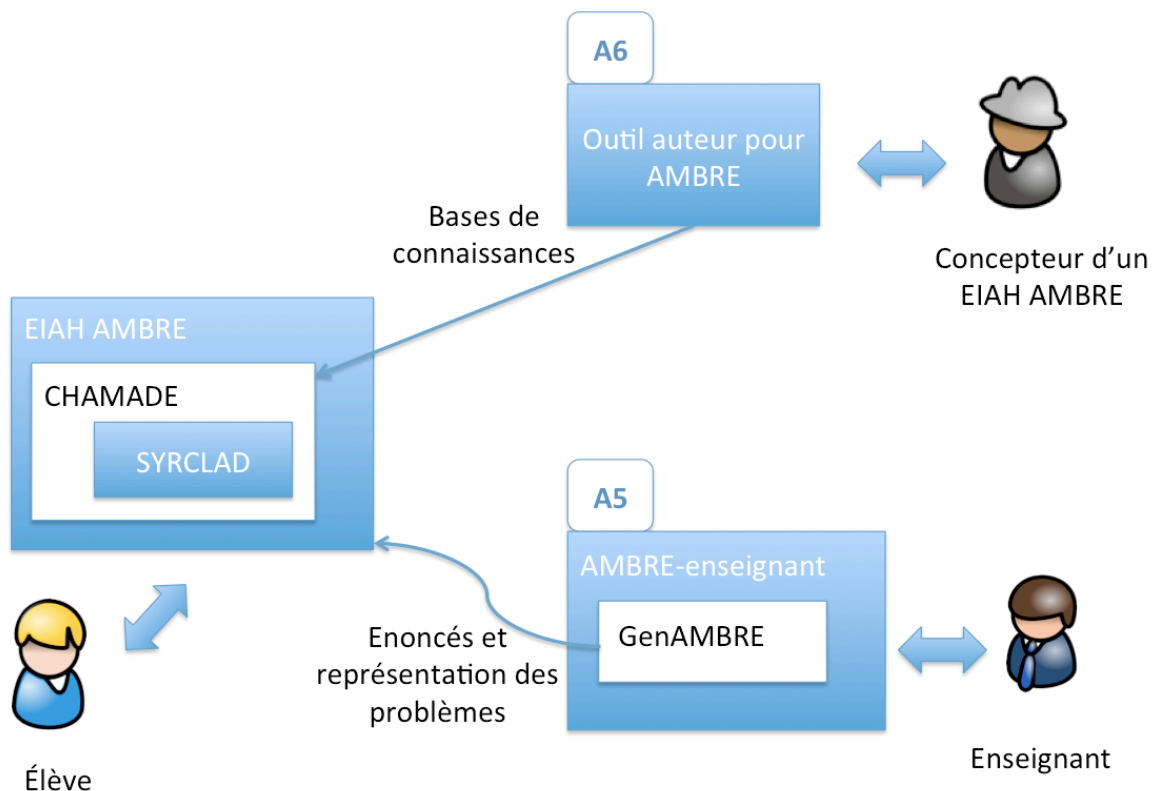 A6
Outil auteur pour
AMBRE
Bases de
connaissances
Concepteur d'un
EIAH AMBRE
EIAH AMBRE
CHAMADE
SYRCLAD
A5
AMBRE-enseignant
GenAMBRE
Enoncés et
représentation des
problèmes
Enseignant
Élève